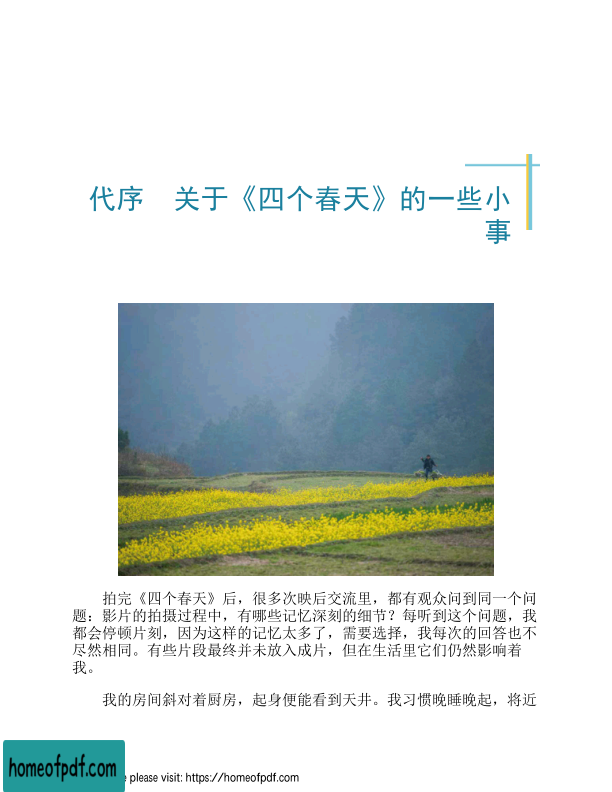 代序　关于《四个春天》的一些小
事
拍完《四个春天》后，很多次映后交流里，都有观众问到同一个问
题：影片的拍摄过程中，有哪些记忆深刻的细节？每听到这个问题，我
都会停顿片刻，因为这样的记忆太多了，需要选择，我每次的回答也不
尽然相同。有些片段最终并未放入成片，但在生活里它们仍然影响着
我。
我的房间斜对着厨房，起身便能看到天井。我习惯晚睡晚起，将近
homeofpdf.com
e please visit: https://homeofpdf.com